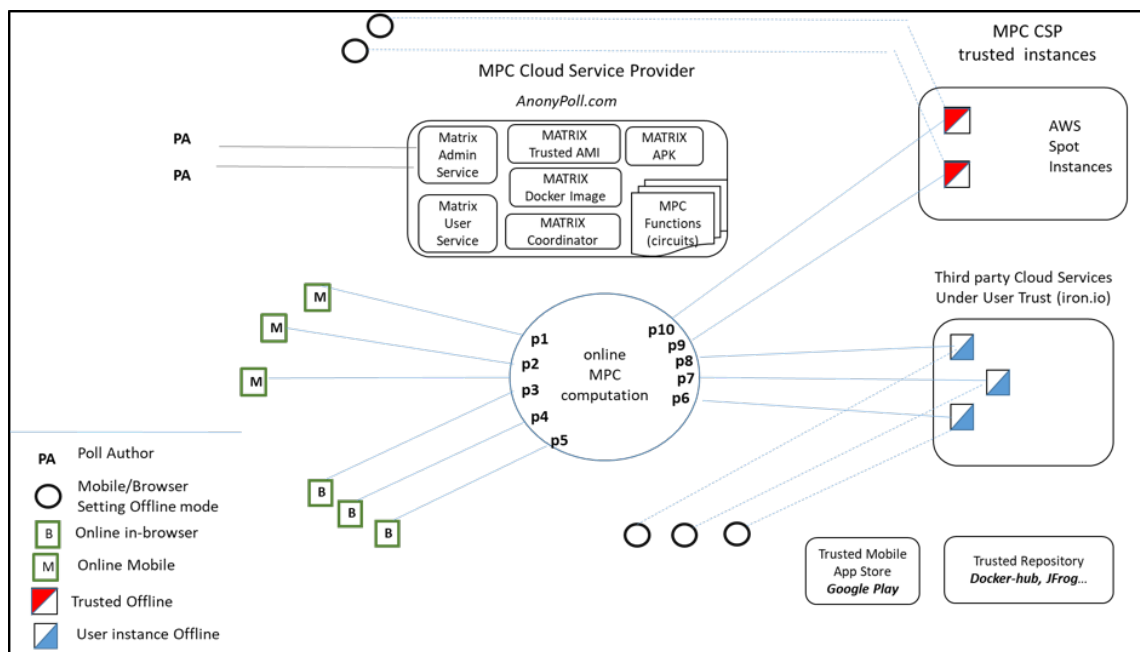 MPC CSP
trusted instances
MPC Cloud Service Provider
AnonyPoll.com
PA
PA
Matrix
Admin
Service
MATRIX
Trusted AMI
MATRIX
APK
MATRIX
Docker Image
Matrix
User
Service
MATRIX
Coordinator
MPC
Functions
(circuits)
AWS
Spot
Instances
Third party Cloud Services
Under User Trust (iron.io)
M
M
M
p1
p2
p3
p4
p5
online
MPC
computation
p10
p9
p8
p7
p6
B
B
B
PA Poll Author
Mobile/Browser
Setting Offline mode
B Online in-browser
M Online Mobile
Trusted Offline
User instance Offline
Trusted Mobile
App Store
Google Play
Trusted Repository
Docker-hub, JFrog...